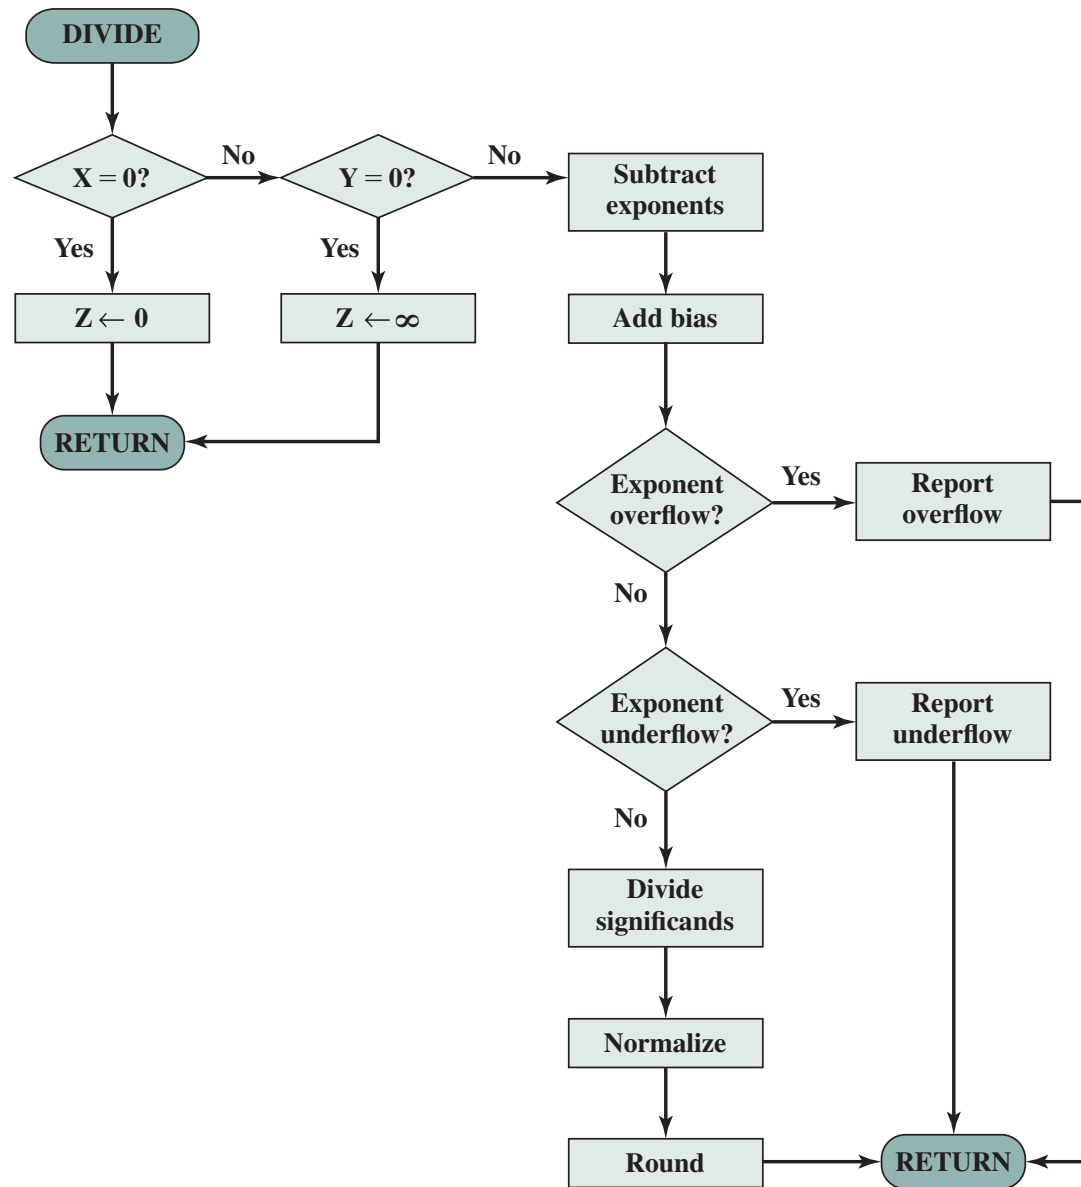 DIVIDE
X = 0?
No
Y = 0?
No
Subtract
exponents
Yes
Yes
Z ← 0
Z ← ∞
Add bias
RETURN
Exponent
overflow?
Yes
Report
overflow
No
Exponent
underflow?
Yes
Report
underflow
No
Divide
significands
Normalize
Round
RETURN